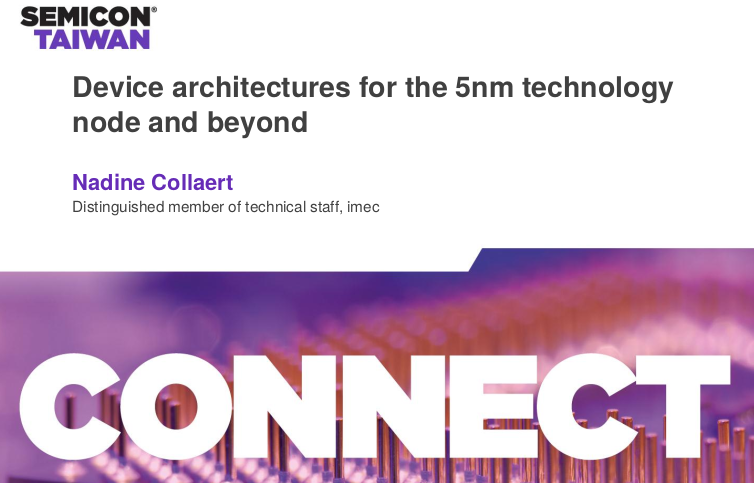 SEMICON®
TAIWAN
Device architectures for the 5nm technology
node and beyond
Nadine Collaert
Distinguished member of technical staff, imec
CONNECT